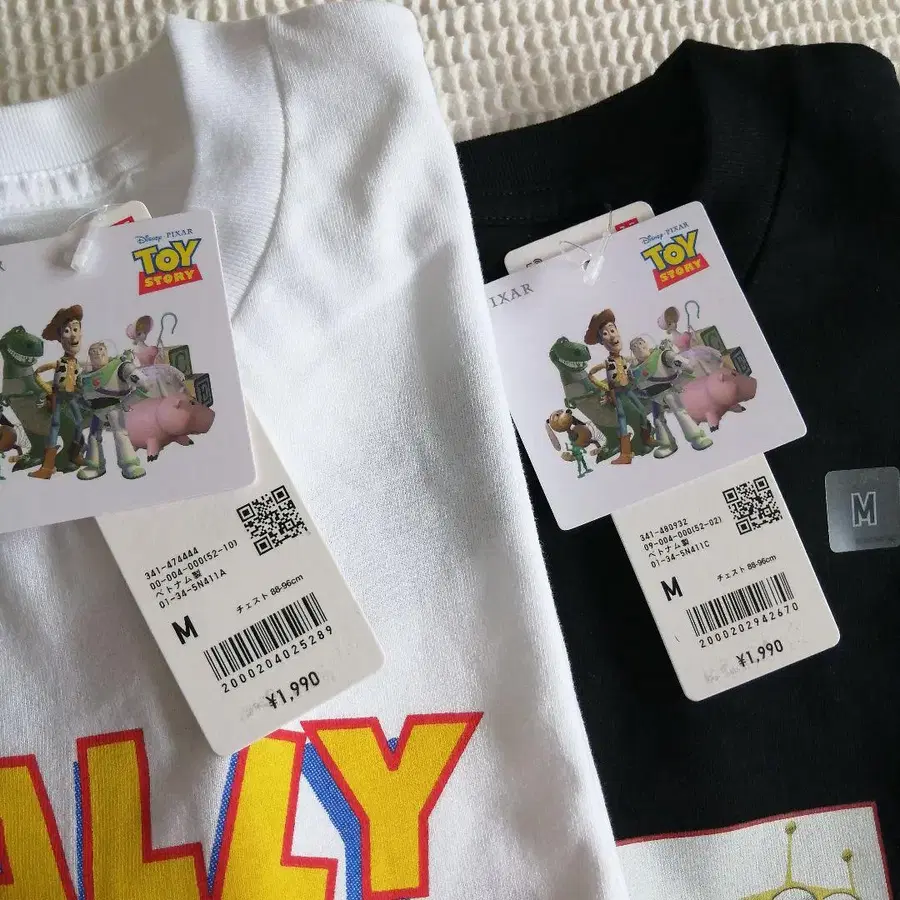 Disney · PIXAR
TOY
STORY
341-474444
00-004-000(52-10)
ベトナム製
01-34-5N411A
M
チェスト 88-96cm
2000204025289
¥1,990
ALLY
Disney · PIXAR
TOY
STORY
IXAR
341-480932
09-004-000(52-02)
ベトナム製
01-34-5N411C
M
チェスト 88-96cm
2000202942670
¥1,990
M